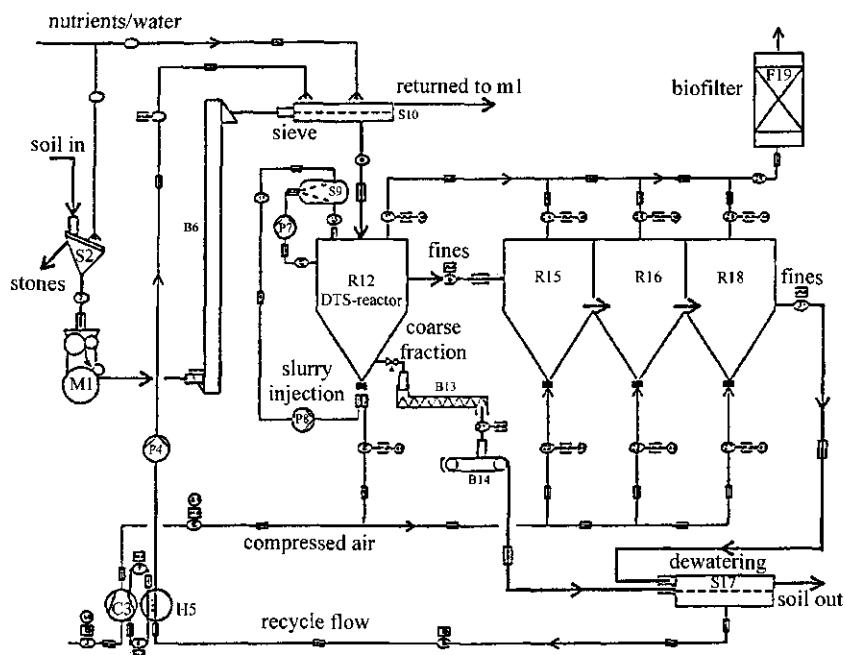 nutrients/water
F19
biofilter
returned to m1
S10
sieve
soil in
S9
P7
B6
S2
stones
R12
DTS-reactor
fines
R15
R16
R18
fines
coarse
fraction
slurry
injection
M1
B13
P8
P4
B14
compressed air
dewatering
S17
soil out
C3
H5
recycle flow